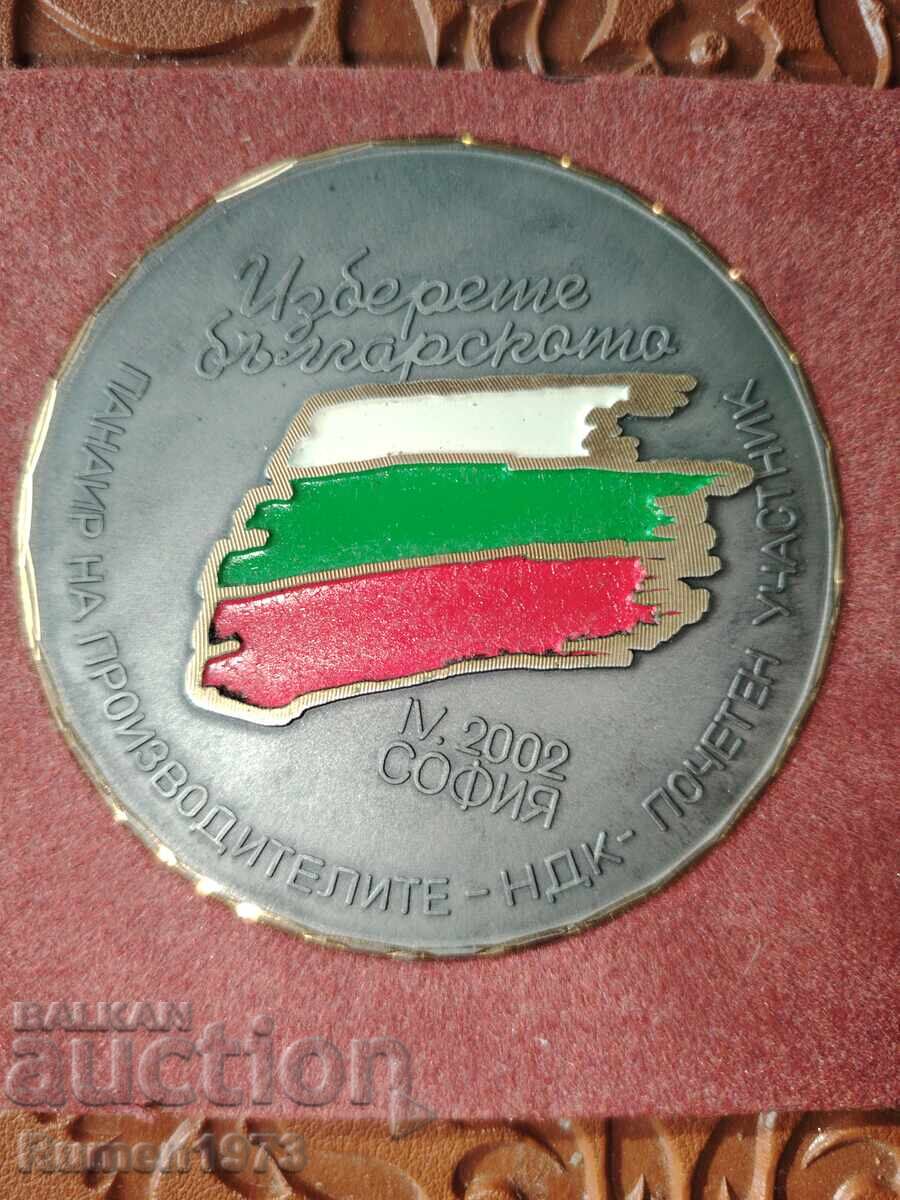 Изберете
българското
IV. 2002
СОФИЯ
ПАНАИР НА ПРОИЗВОДИТЕЛИТЕ - НДК - ПОЧЕТЕН УЧАСТНИК
BALKAN
auction
Rumen1973